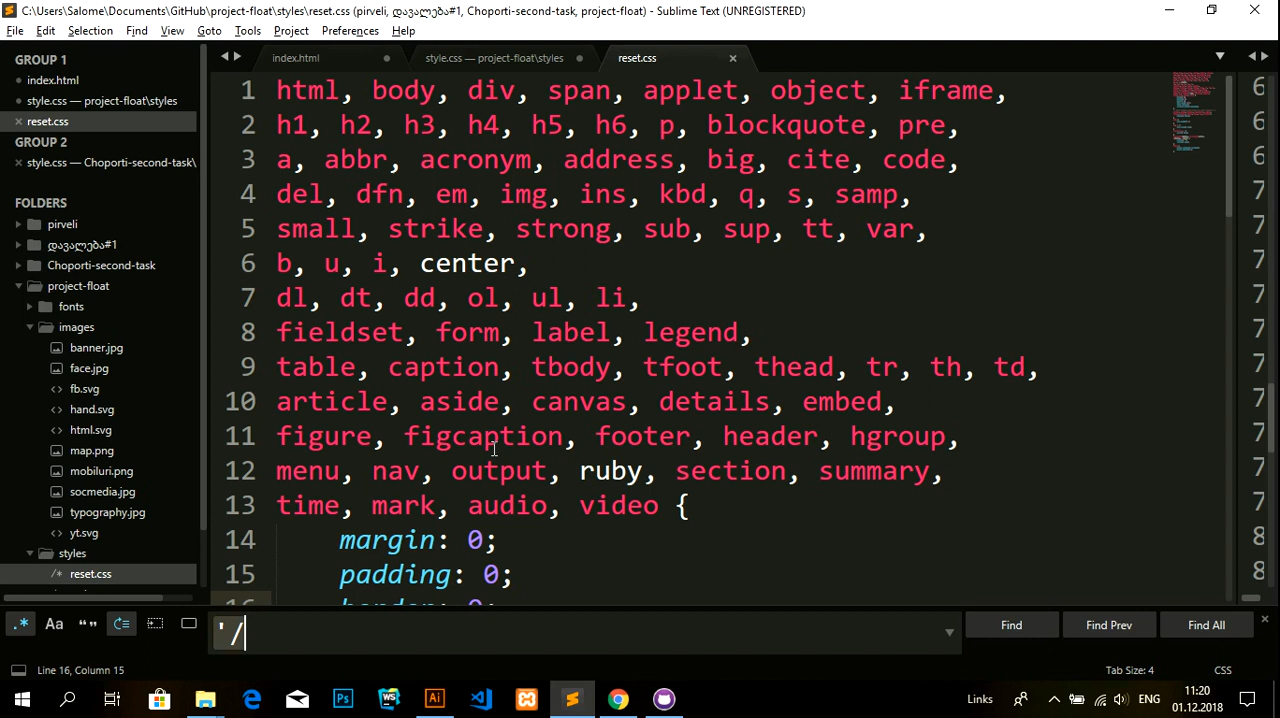 C:\Users\Salome\Documents\GitHub\project-float\styles\reset.css (pirveli, დავალება#1, Choporti-second-task, project-float) - Sublime Text (UNREGISTERED)
File Edit Selection Find View Goto Tools Project Preferences Help
GROUP 1
index.html
style.css — project-float\styles
reset.css
GROUP 2
style.css — Choporti-second-task\
FOLDERS
pirveli
დავალება#1
Choporti-second-task
project-float
fonts
images
banner.jpg
face.jpg
fb.svg
hand.svg
html.svg
map.png
mobiluri.png
socmedia.jpg
typography.jpg
yt.svg
styles
reset.css
index.html
style.css — project-float\styles
reset.css
1 html, body, div, span, applet, object, iframe,
2 h1, h2, h3, h4, h5, h6, p, blockquote, pre,
3 a, abbr, acronym, address, big, cite, code,
4 del, dfn, em, img, ins, kbd, q, s, samp,
5 small, strike, strong, sub, sup, tt, var,
6 b, u, i, center,
7 dl, dt, dd, ol, ul, li,
8 fieldset, form, label, legend,
9 table, caption, tbody, tfoot, thead, tr, th, td,
10 article, aside, canvas, details, embed,
11 figure, figcaption, footer, header, hgroup,
12 menu, nav, output, ruby, section, summary,
13 time, mark, audio, video {
14 margin: 0;
15 padding: 0;
16 border: 0;
.* Aa “” '/ Find Find Prev Find All
Line 16, Column 15 Tab Size: 4 CSS
Links ENG 11:20
01.12.2018